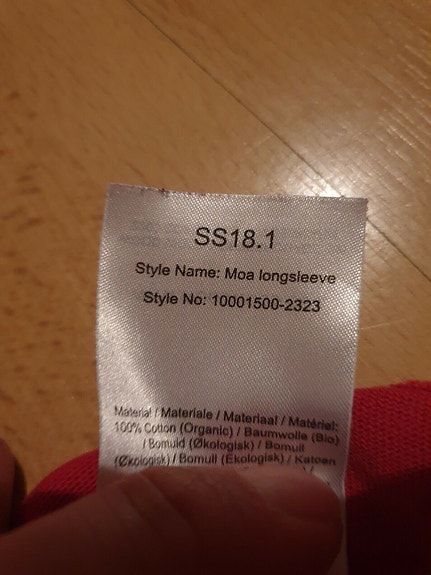 SS18.1
Style Name: Moa longsleeve
Style No: 10001500-2323
Material / Materiale / Materiaal / Matériel:
100% Cotton (Organic) / Baumwolle (Bio)
/ Bomuld (Økologisk) / Bomull
(Økologisk) / Bomull (Ekologisk) / Katoen